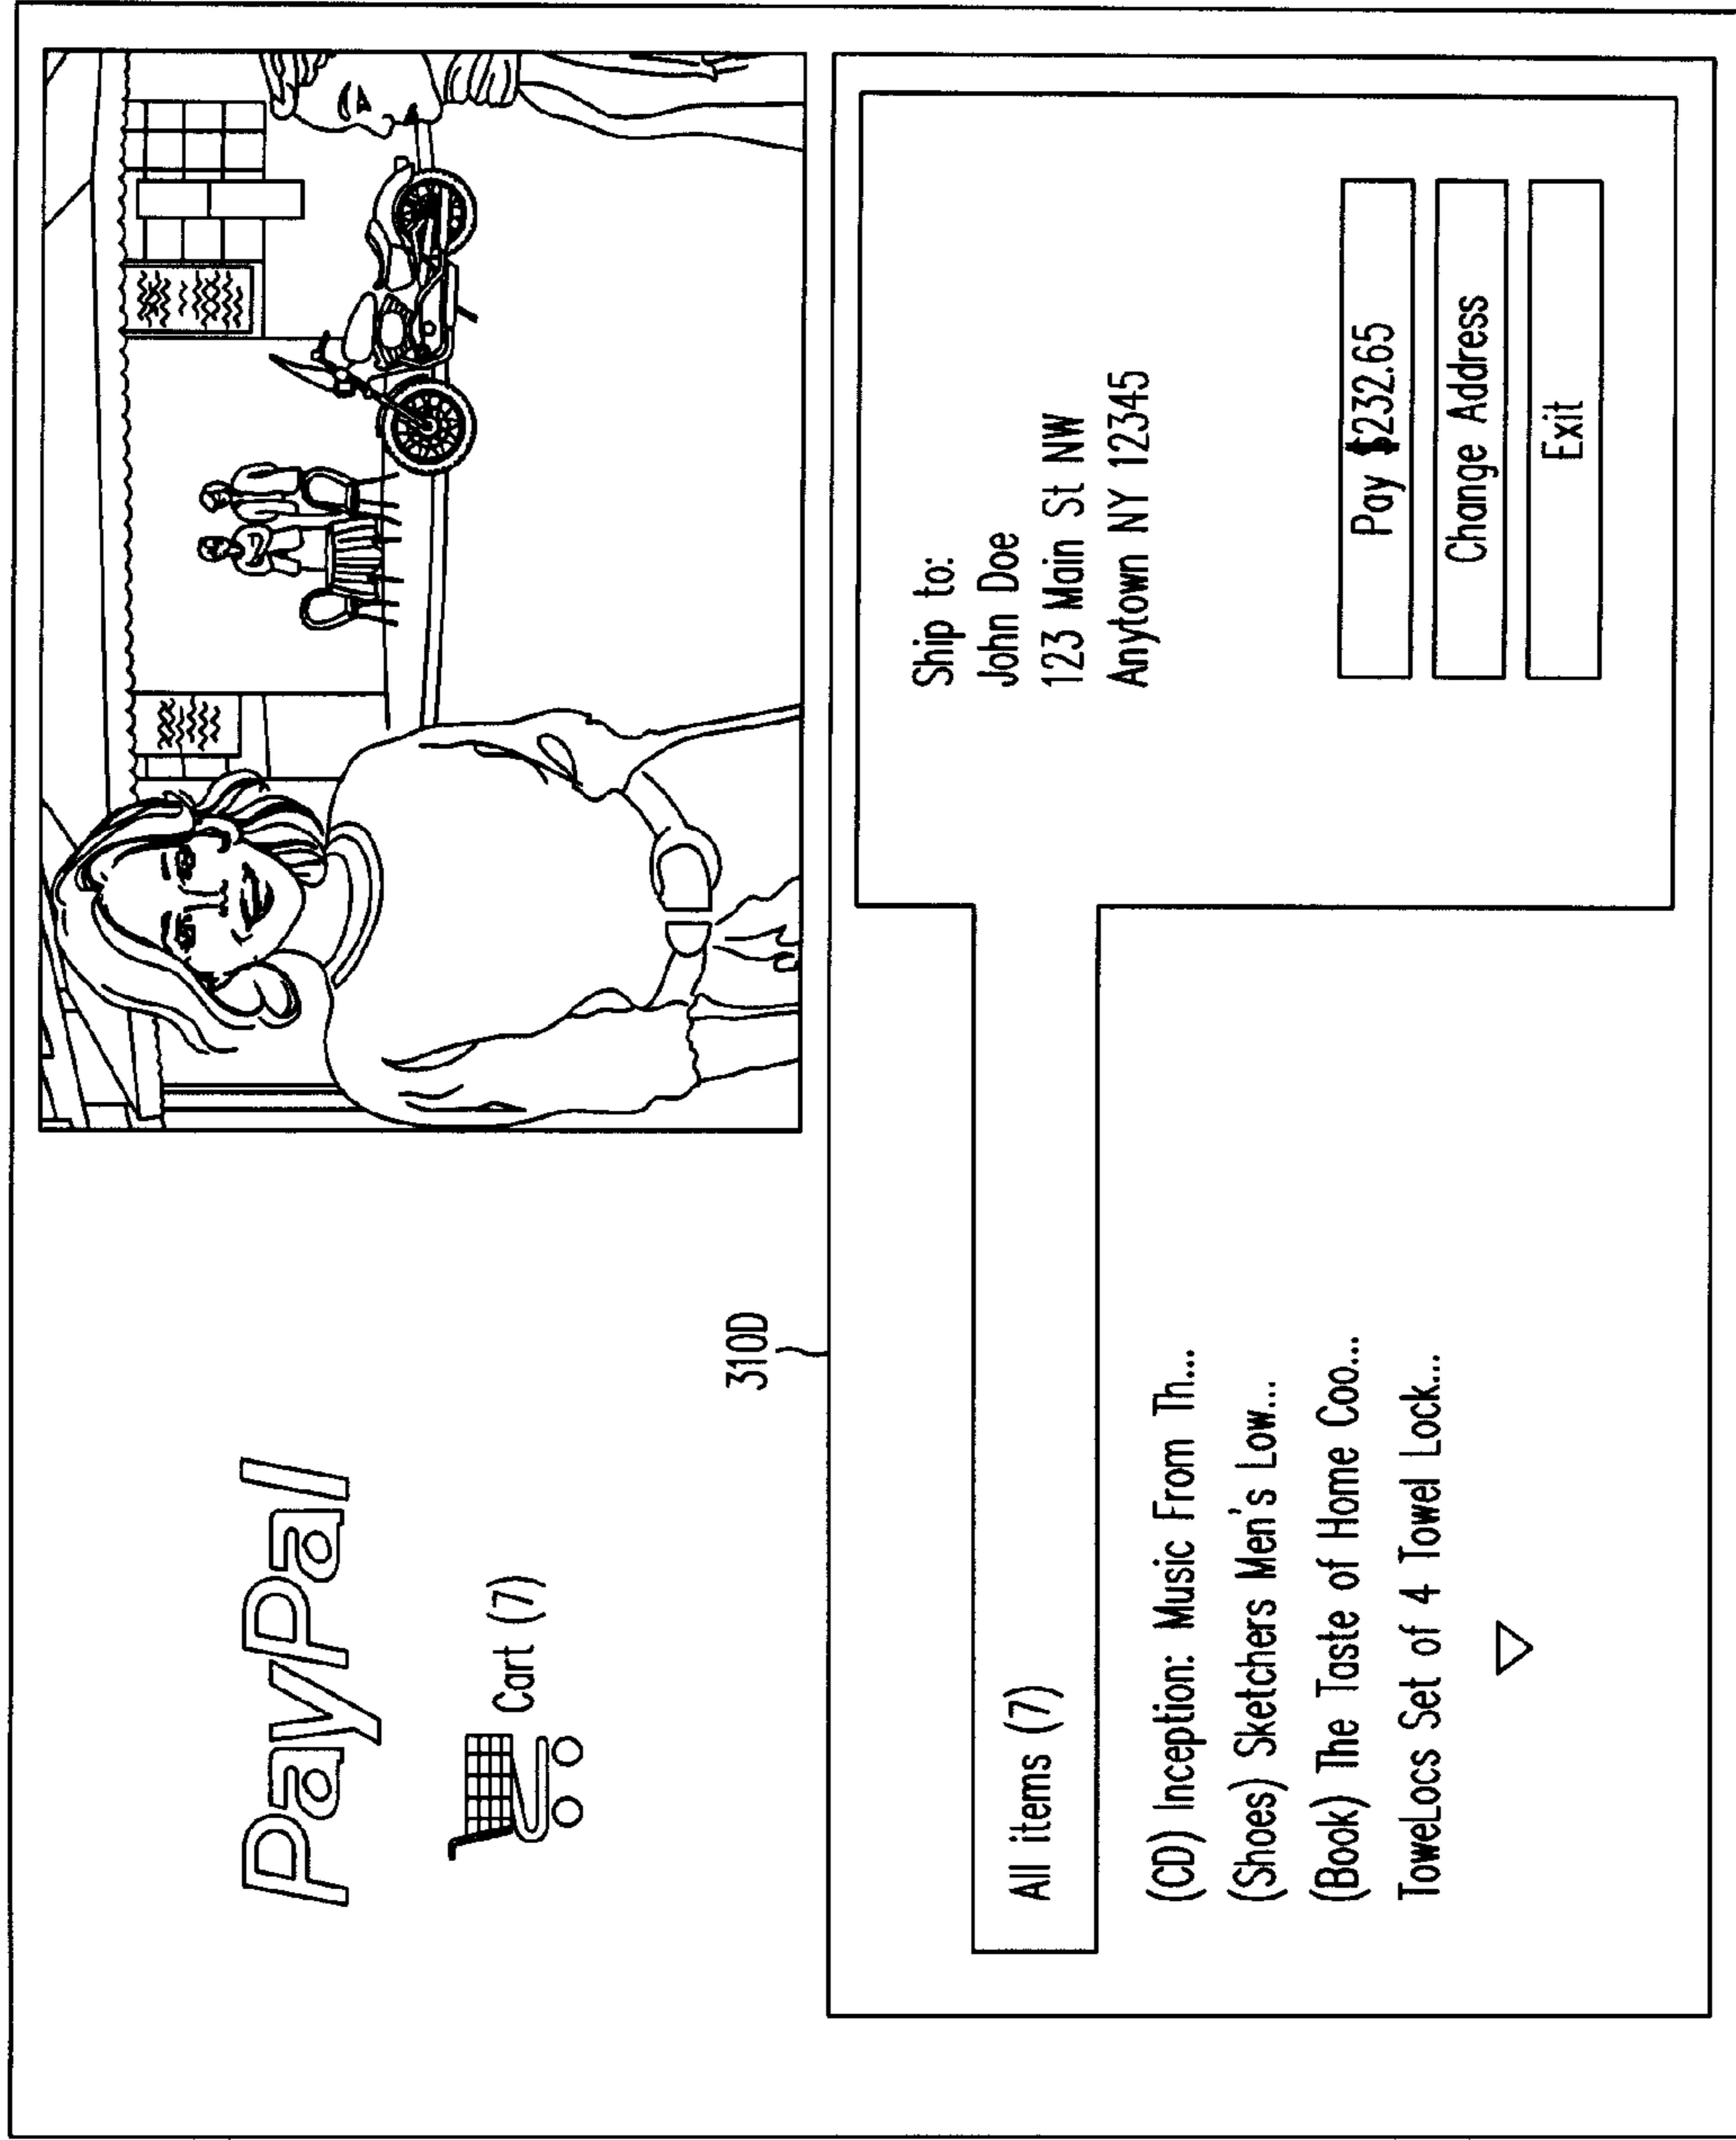 PayPal
Cart (7)
310D
All items (7)
(CD) Inception: Music From Th...
(Shoes) Sketchers Men's Low...
(Book) The Taste of Home Coo...
ToweLocs Set of 4 Towel Lock...
Ship to:
John Doe
123 Main St NW
Anytown NY 12345
Pay $232.65
Change Address
Exit